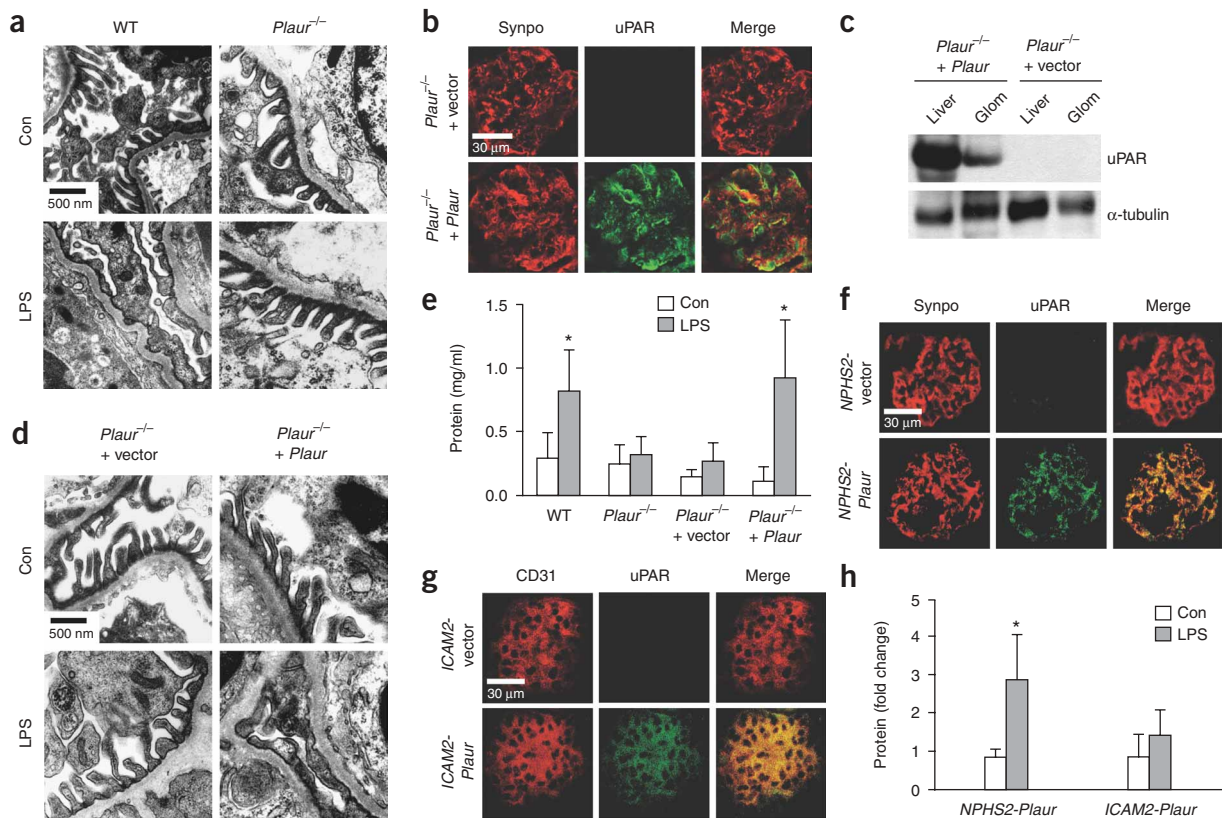 a
WT
Plaur–/–
Con
500 nm
LPS
b
Synpo
uPAR
Merge
Plaur–/–
+ vector
30 μm
Plaur–/–
+ Plaur
c
Plaur–/–
+ Plaur
Plaur–/–
+ vector
Liver
Glom
Liver
Glom
uPAR
α-tubulin
d
Plaur–/–
+ vector
Plaur–/–
+ Plaur
Con
500 nm
LPS
e
Con
LPS
Protein (mg/ml)
1.5
1.0
0.5
0.0
*
*
WT
Plaur–/–
Plaur–/–
+ vector
Plaur–/–
+ Plaur
f
Synpo
uPAR
Merge
NPHS2-
vector
30 μm
NPHS2-
Plaur
g
CD31
uPAR
Merge
ICAM2-
vector
30 μm
ICAM2-
Plaur
h
Con
LPS
Protein (fold change)
5
4
3
2
1
0
*
NPHS2-Plaur
ICAM2-Plaur